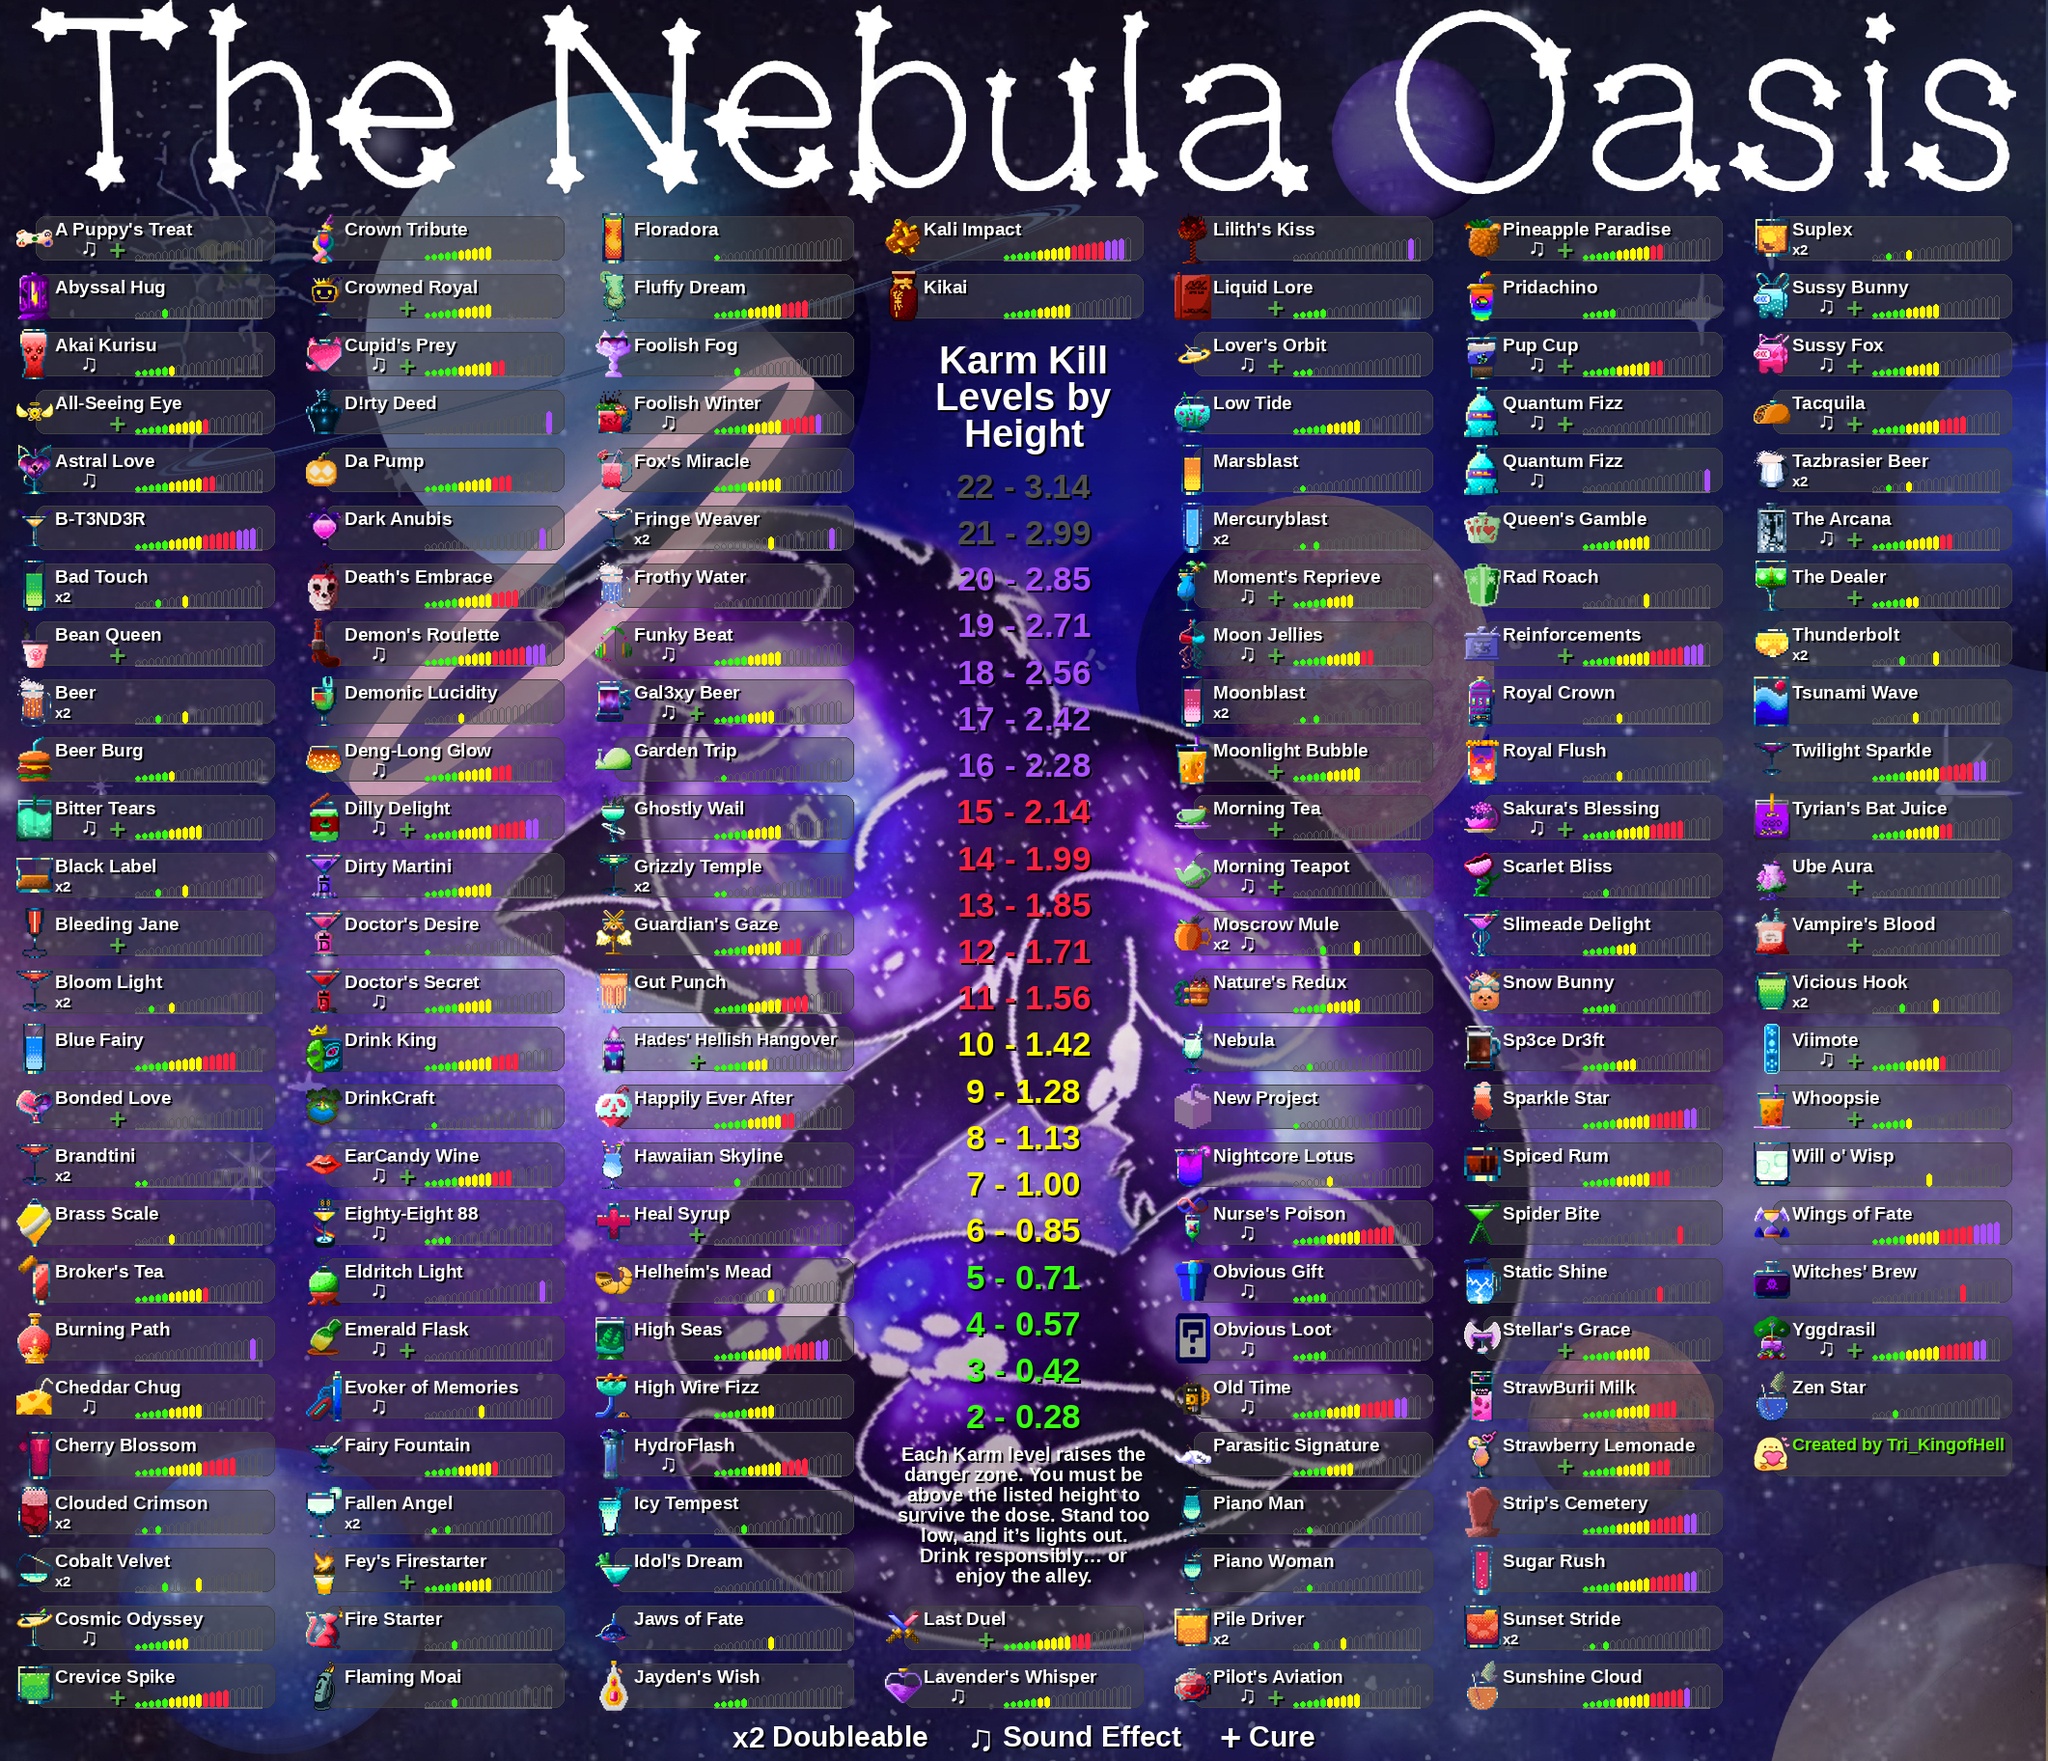 The Nebula Oasis
A Puppy's Treat
♫ +
Abyssal Hug
Akai Kurisu
♫
All-Seeing Eye
+
Astral Love
♫
B-T3ND3R
Bad Touch
x2
Bean Queen
+
Beer
x2
Beer Burg
Bitter Tears
♫ +
Black Label
x2
Bleeding Jane
+
Bloom Light
x2
Blue Fairy
Bonded Love
+
Brandtini
x2
Brass Scale
Broker's Tea
Burning Path
Cheddar Chug
♫
Cherry Blossom
Clouded Crimson
x2
Cobalt Velvet
x2
Cosmic Odyssey
♫
Crevice Spike
+
Crown Tribute
Crowned Royal
+
Cupid's Prey
♫ +
D!rty Deed
Da Pump
Dark Anubis
Death's Embrace
Demon's Roulette
♫
Demonic Lucidity
Deng-Long Glow
♫
Dilly Delight
♫ +
Dirty Martini
Doctor's Desire
Doctor's Secret
♫
Drink King
DrinkCraft
EarCandy Wine
♫ +
Eighty-Eight 88
♫
Eldritch Light
♫
Emerald Flask
♫ +
Evoker of Memories
♫
Fairy Fountain
Fallen Angel
x2
Fey's Firestarter
+
Fire Starter
Flaming Moai
Floradora
Fluffy Dream
Foolish Fog
Foolish Winter
♫
Fox's Miracle
Fringe Weaver
x2
Frothy Water
Funky Beat
♫
Gal3xy Beer
♫ +
Garden Trip
Ghostly Wail
Grizzly Temple
x2
Guardian's Gaze
Gut Punch
Hades' Hellish Hangover
+
Happily Ever After
Hawaiian Skyline
Heal Syrup
+
Helheim's Mead
High Seas
High Wire Fizz
HydroFlash
♫
Icy Tempest
Idol's Dream
Jaws of Fate
Jayden's Wish
Kali Impact
Kikai
Karm Kill
Levels by
Height
22 - 3.14
21 - 2.99
20 - 2.85
19 - 2.71
18 - 2.56
17 - 2.42
16 - 2.28
15 - 2.14
14 - 1.99
13 - 1.85
12 - 1.71
11 - 1.56
10 - 1.42
9 - 1.28
8 - 1.13
7 - 1.00
6 - 0.85
5 - 0.71
4 - 0.57
3 - 0.42
2 - 0.28
Each Karm level raises the
danger zone. You must be
above the listed height to
survive the dose. Stand too
low, and it's lights out.
Drink responsibly... or
enjoy the alley.
Last Duel
+
Lavender's Whisper
♫
Lilith's Kiss
Liquid Lore
+
Lover's Orbit
♫ +
Low Tide
Marsblast
Mercuryblast
x2
Moment's Reprieve
♫ +
Moon Jellies
♫ +
Moonblast
x2
Moonlight Bubble
+
Morning Tea
+
Morning Teapot
♫ +
Moscrow Mule
x2 ♫
Nature's Redux
Nebula
New Project
Nightcore Lotus
Nurse's Poison
♫
Obvious Gift
♫
Obvious Loot
♫
Old Time
♫
Parasitic Signature
Piano Man
Piano Woman
Pile Driver
x2
Pilot's Aviation
♫ +
Pineapple Paradise
♫ +
Pridachino
Pup Cup
♫ +
Quantum Fizz
♫ +
Quantum Fizz
♫
Queen's Gamble
Rad Roach
Reinforcements
+
Royal Crown
Royal Flush
Sakura's Blessing
♫ +
Scarlet Bliss
Slimeade Delight
Snow Bunny
Sp3ce Dr3ft
Sparkle Star
Spiced Rum
Spider Bite
Static Shine
Stellar's Grace
+
StrawBurii Milk
Strawberry Lemonade
+
Strip's Cemetery
Sugar Rush
Sunset Stride
x2
Sunshine Cloud
Suplex
x2
Sussy Bunny
♫ +
Sussy Fox
♫ +
Tacquila
♫ +
Tazbrasier Beer
x2
The Arcana
♫ +
The Dealer
+
Thunderbolt
x2
Tsunami Wave
Twilight Sparkle
Tyrian's Bat Juice
Ube Aura
+
Vampire's Blood
+
Vicious Hook
x2
Viimote
♫ +
Whoopsie
+
Will o' Wisp
Wings of Fate
Witches' Brew
Yggdrasil
♫ +
Zen Star
Created by Tri_KingofHell
x2 Doubleable ♫ Sound Effect + Cure